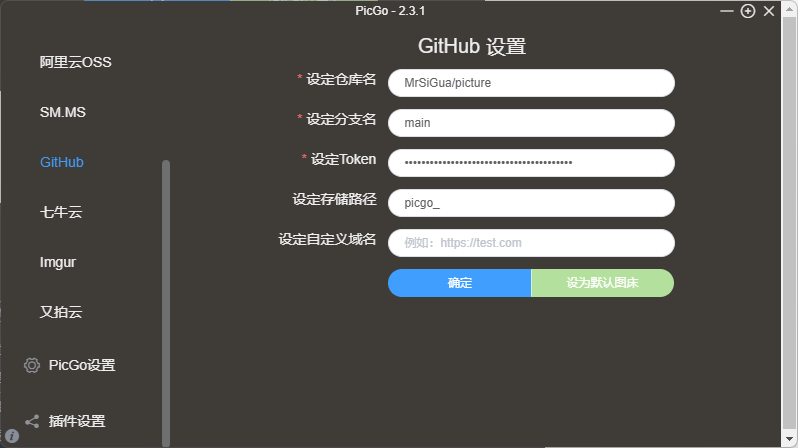 PicGo - 2.3.1
阿里云OSS
SM.MS
GitHub
七牛云
Imgur
又拍云
PicGo设置
插件设置
GitHub 设置
* 设定仓库名 MrSiGua/picture
* 设定分支名 main
* 设定Token ••••••••••••••••••••••••••••••••••••••••
设定存储路径 picgo_
设定自定义域名 例如：https://test.com
确定 设为默认图床